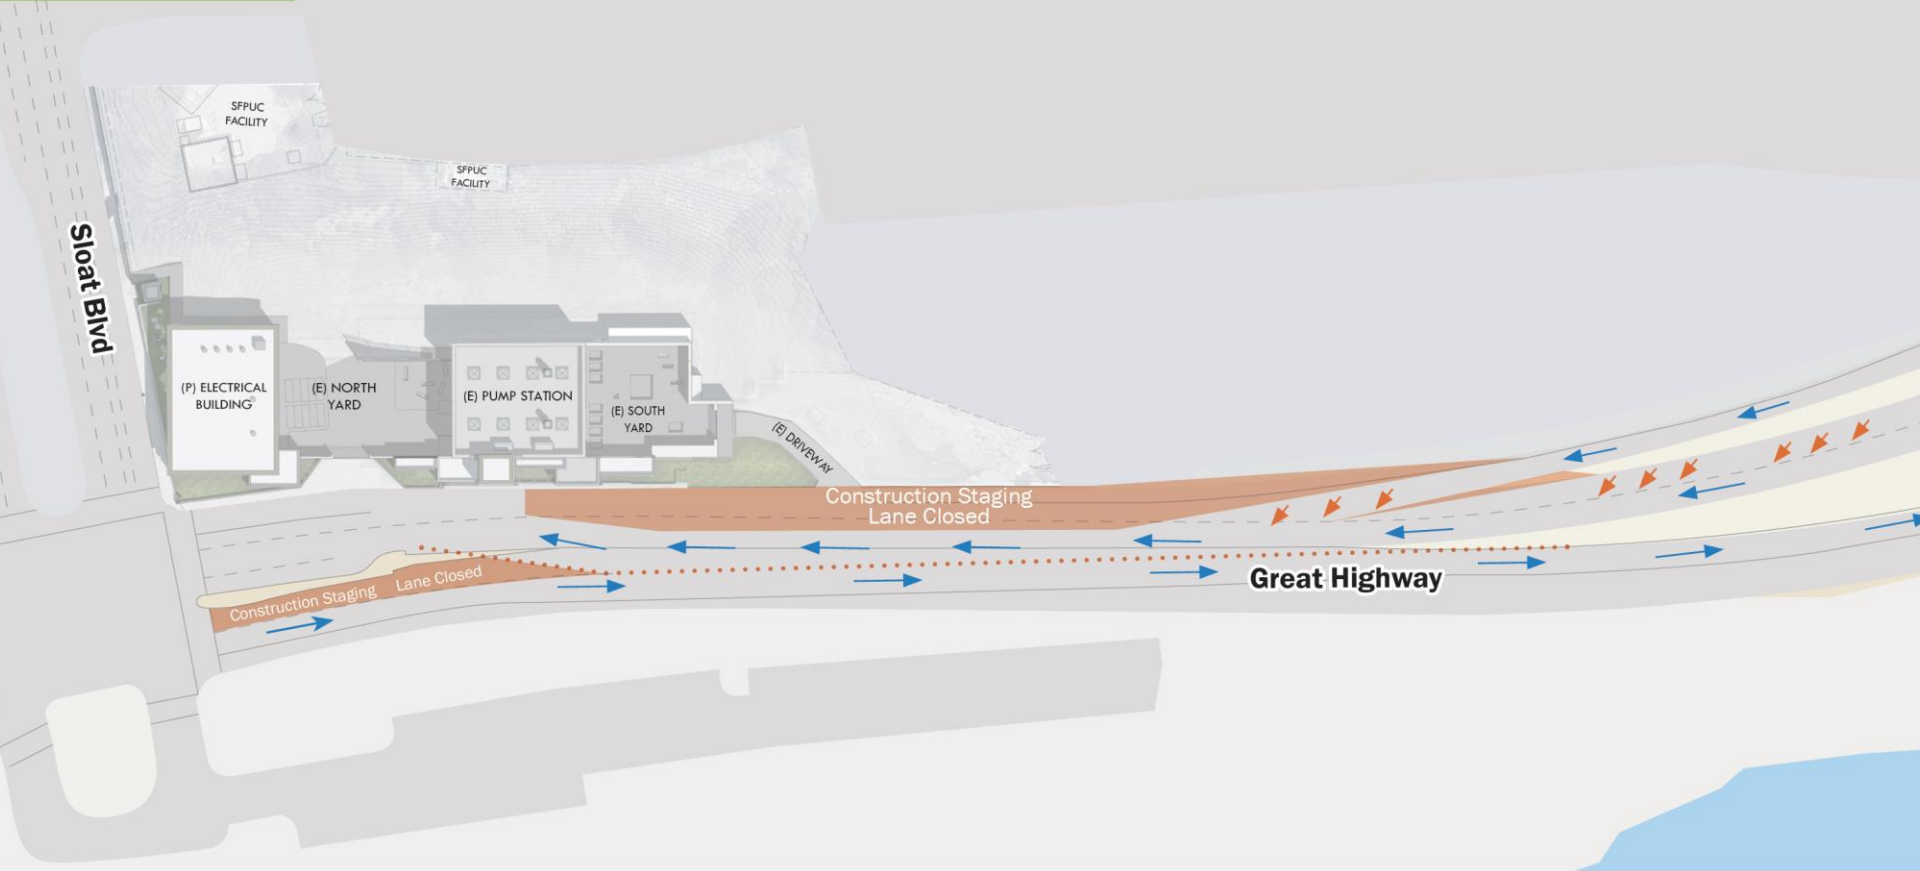 SFPUC
FACILITY
SFPUC
FACILITY
Sloat Blvd
(P) ELECTRICAL
BUILDING
(E) NORTH
YARD
(E) PUMP STATION
(E) SOUTH
YARD
(E) DRIVEWAY
Construction Staging
Lane Closed
Construction Staging Lane Closed
Great Highway